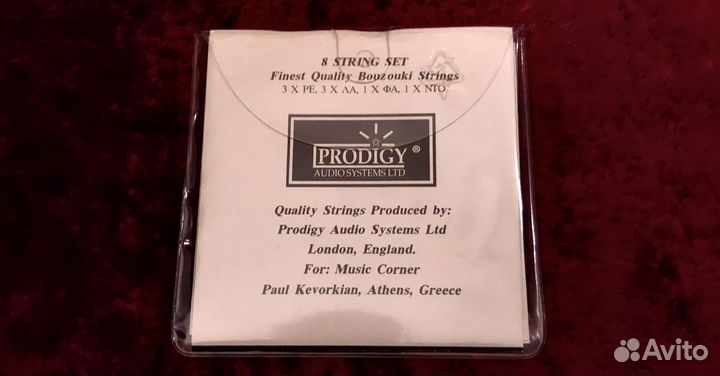 8 STRING SET
Finest Quality Bouzouki Strings
3 X ΡΕ, 3 X ΛΑ, 1 X ΦΑ, 1 X ΝΤΟ
PRODIGY ®
AUDIO SYSTEMS LTD
Quality Strings Produced by:
Prodigy Audio Systems Ltd
London, England.
For: Music Corner
Paul Kevorkian, Athens, Greece
Avito